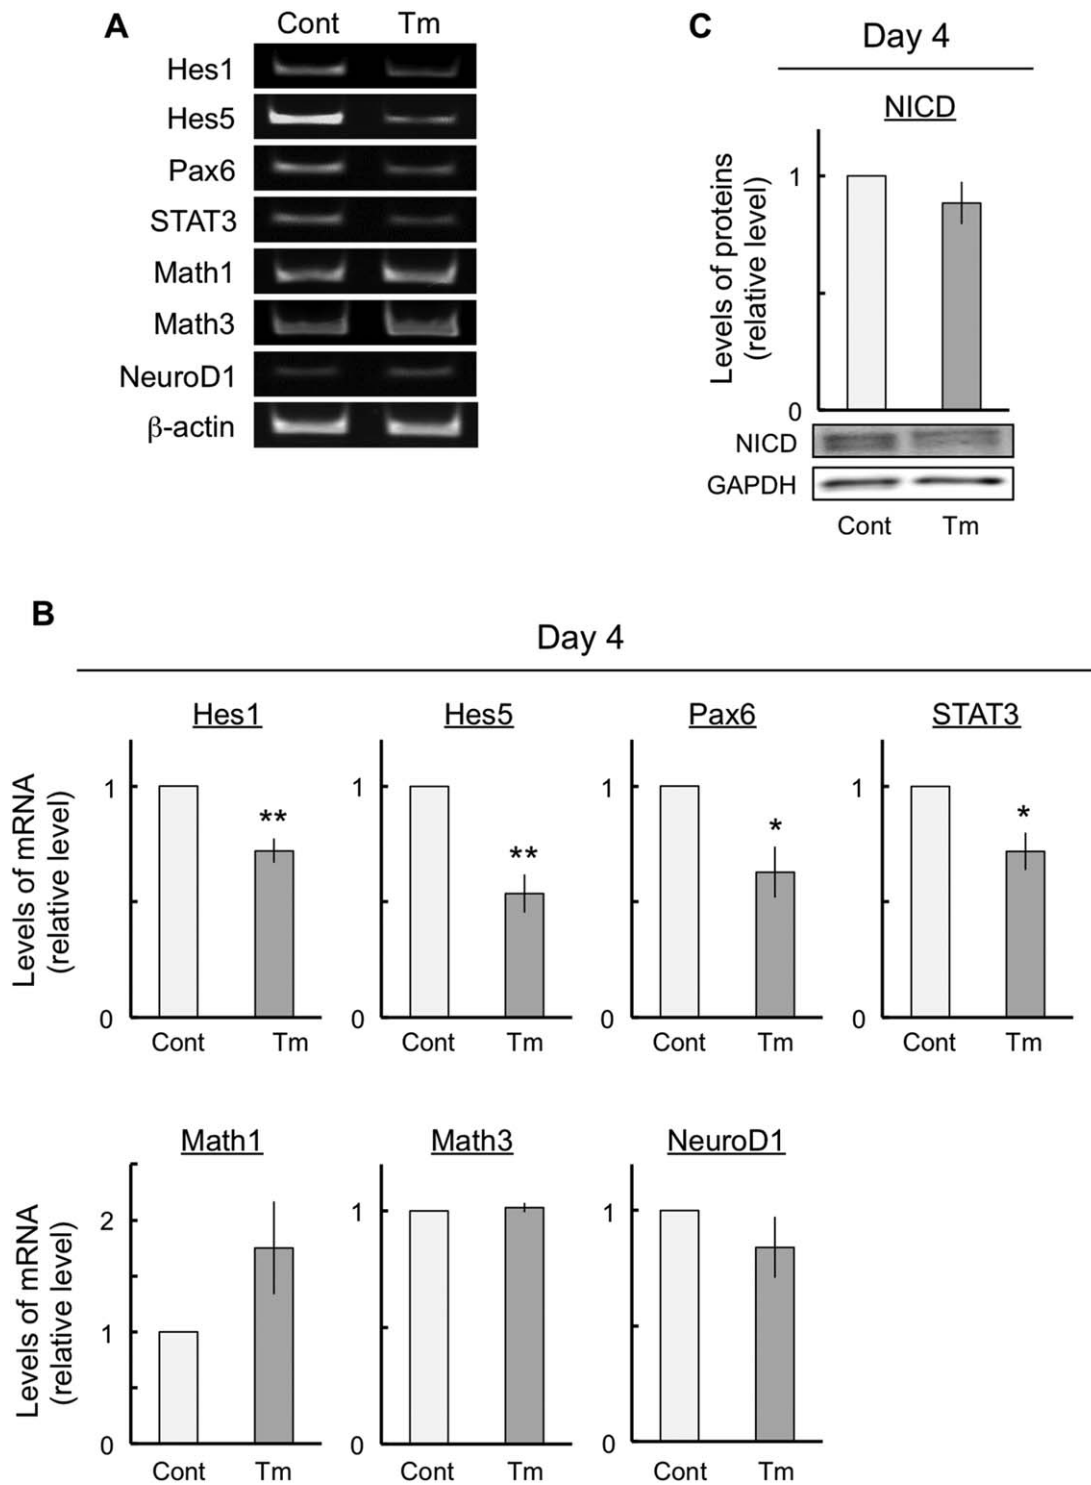 A
Cont Tm
Hes1
Hes5
Pax6
STAT3
Math1
Math3
NeuroD1
β-actin
C
Day 4
NICD
Levels of proteins
(relative level)
1
0
NICD
GAPDH
Cont Tm
B
Day 4
Hes1 Hes5 Pax6 STAT3
Levels of mRNA
(relative level)
1 1 1 1
** ** * *
0 0 0 0
Cont Tm Cont Tm Cont Tm Cont Tm
Math1 Math3 NeuroD1
Levels of mRNA
(relative level)
2 1 1
1
0 0 0
Cont Tm Cont Tm Cont Tm